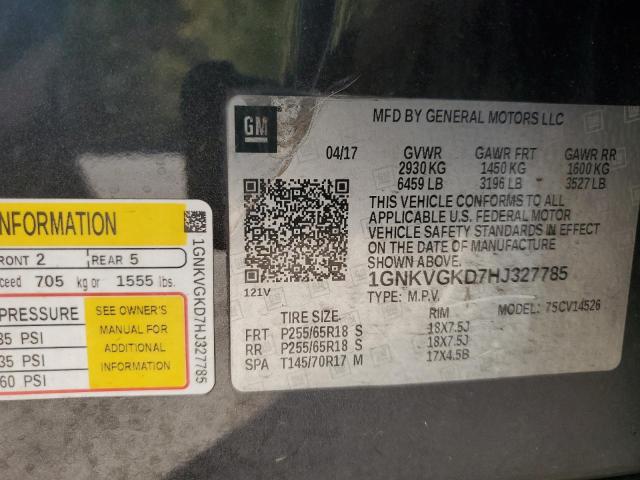 GM
MFD BY GENERAL MOTORS LLC
04/17 GVWR GAWR FRT GAWR RR
2930 KG 1450 KG 1600 KG
6459 LB 3196 LB 3527 LB
THIS VEHICLE CONFORMS TO ALL
APPLICABLE U.S. FEDERAL MOTOR
VEHICLE SAFETY STANDARDS IN EFFECT
ON THE DATE OF MANUFACTURE
SHOWN ABOVE.
1GNKVGKD7HJ327785
TYPE: M.P.V. MODEL: 7SCV14526
121V
TIRE SIZE RIM
FRT P255/65R18 S 18X7.5J
RR P255/65R18 S 18X7.5J
SPA T145/70R17 M 17X4.5B
NFORMATION
RONT 2 REAR 5
ceed 705 kg or 1555 lbs.
PRESSURE
35 PSI
35 PSI
60 PSI
SEE OWNER'S
MANUAL FOR
ADDITIONAL
INFORMATION
1GNKVGKD7HJ327785